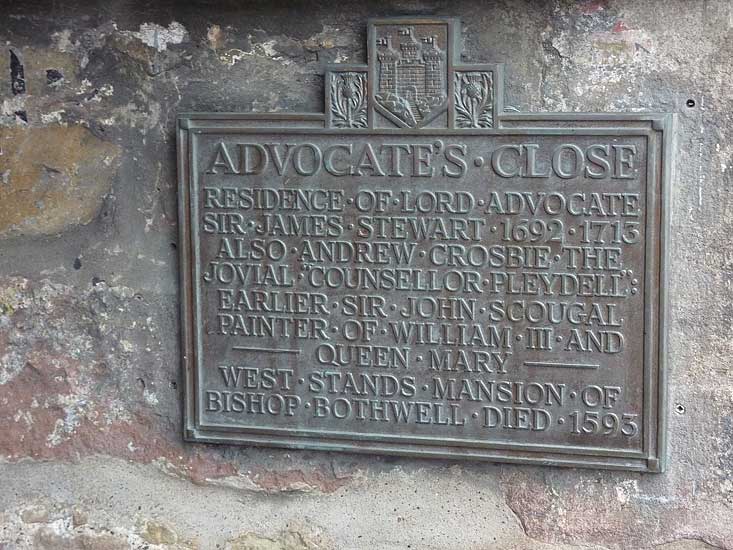 ADVOCATE'S · CLOSE
RESIDENCE · OF · LORD · ADVOCATE
SIR · JAMES · STEWART · 1692 · 1713
ALSO · ANDREW · CROSBIE · THE
JOVIAL · "COUNSELLOR · PLEYDELL":
EARLIER · SIR · JOHN · SCOUGAL
PAINTER · OF · WILLIAM · III · AND
QUEEN · MARY
WEST · STANDS · MANSION · OF
BISHOP · BOTHWELL · DIED · 1593